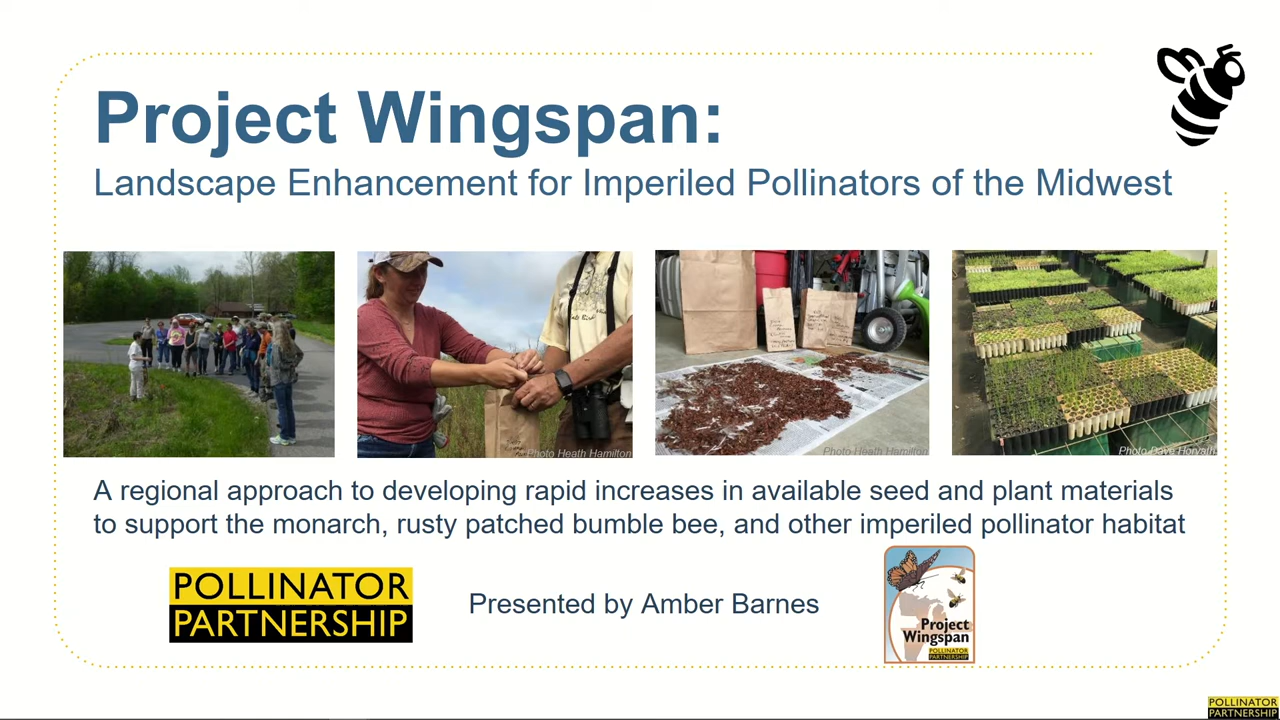 Project Wingspan:
Landscape Enhancement for Imperiled Pollinators of the Midwest
Photo Heath Hamilton
Photo Heath Hamilton
Photo Dave Horvath
A regional approach to developing rapid increases in available seed and plant materials
to support the monarch, rusty patched bumble bee, and other imperiled pollinator habitat
POLLINATOR
PARTNERSHIP
Presented by Amber Barnes
Project
Wingspan
POLLINATOR
PARTNERSHIP
POLLINATOR
PARTNERSHIP